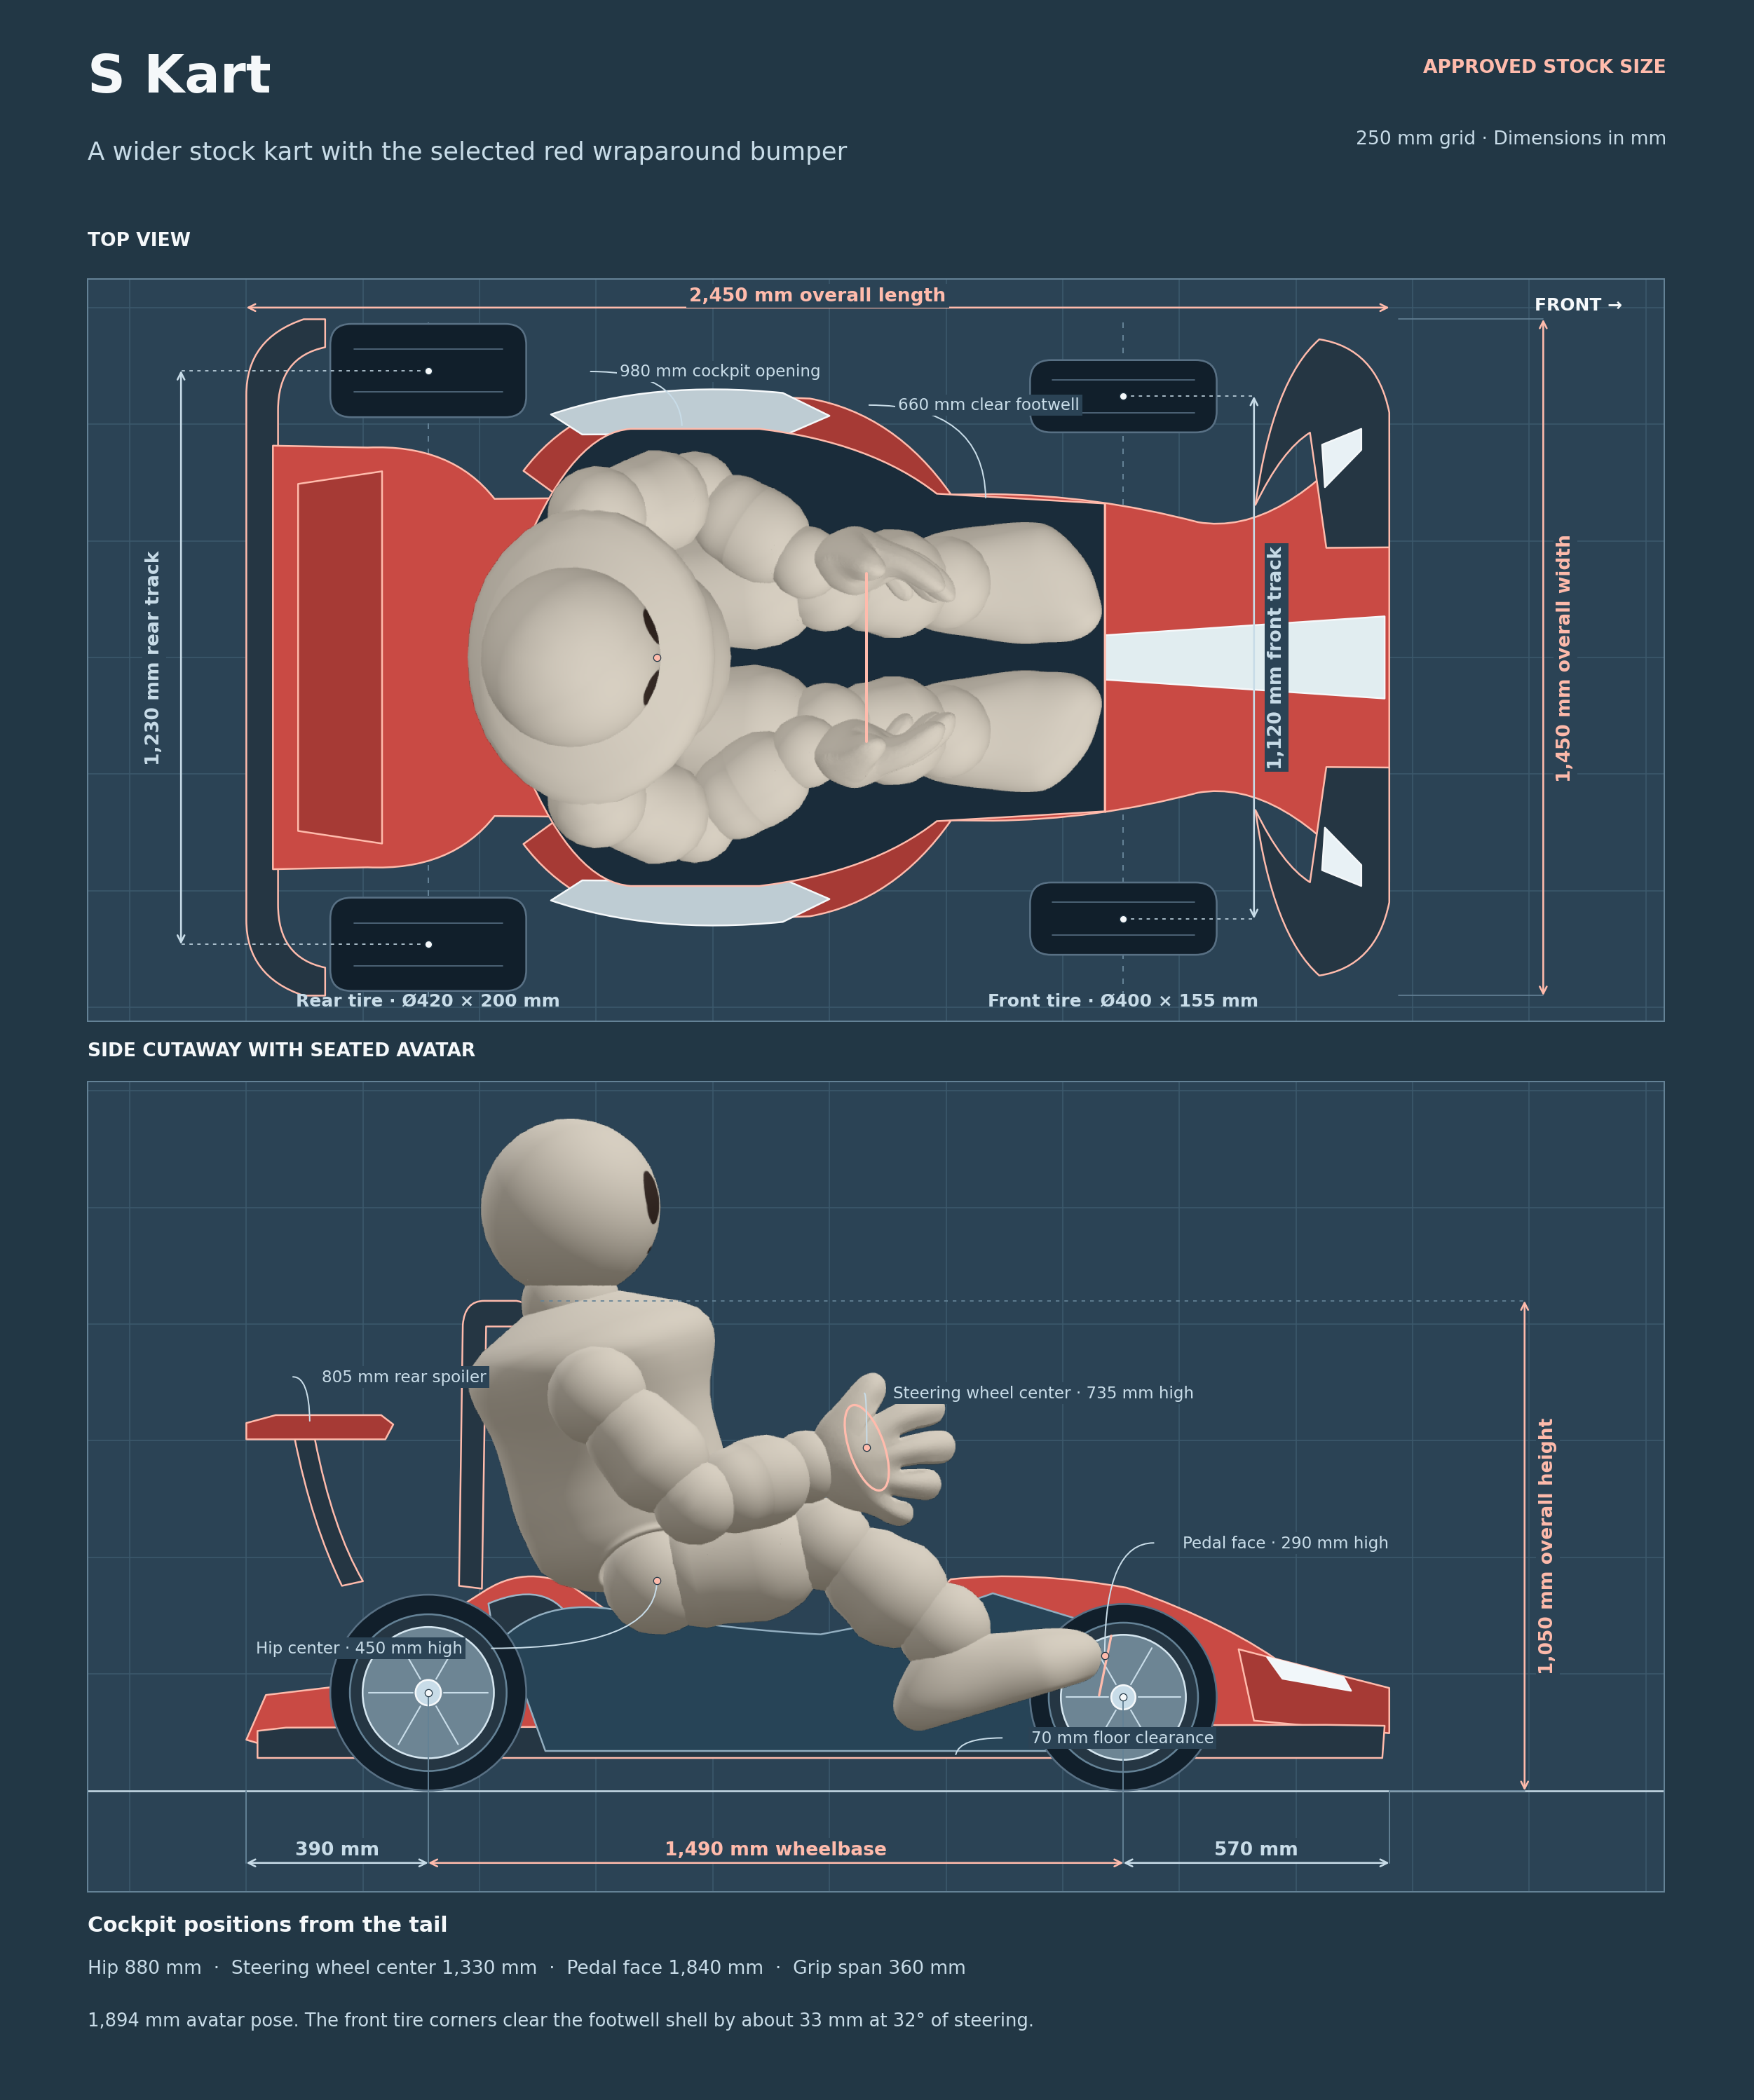 S Kart
APPROVED STOCK SIZE
250 mm grid · Dimensions in mm
A wider stock kart with the selected red wraparound bumper
TOP VIEW
2,450 mm overall length
FRONT →
980 mm cockpit opening
660 mm clear footwell
1,230 mm rear track
1,120 mm front track
1,450 mm overall width
Rear tire · Ø420 × 200 mm
Front tire · Ø400 × 155 mm
SIDE CUTAWAY WITH SEATED AVATAR
805 mm rear spoiler
Steering wheel center · 735 mm high
Pedal face · 290 mm high
1,050 mm overall height
Hip center · 450 mm high
70 mm floor clearance
390 mm
1,490 mm wheelbase
570 mm
Cockpit positions from the tail
Hip 880 mm · Steering wheel center 1,330 mm · Pedal face 1,840 mm · Grip span 360 mm
1,894 mm avatar pose. The front tire corners clear the footwell shell by about 33 mm at 32° of steering.